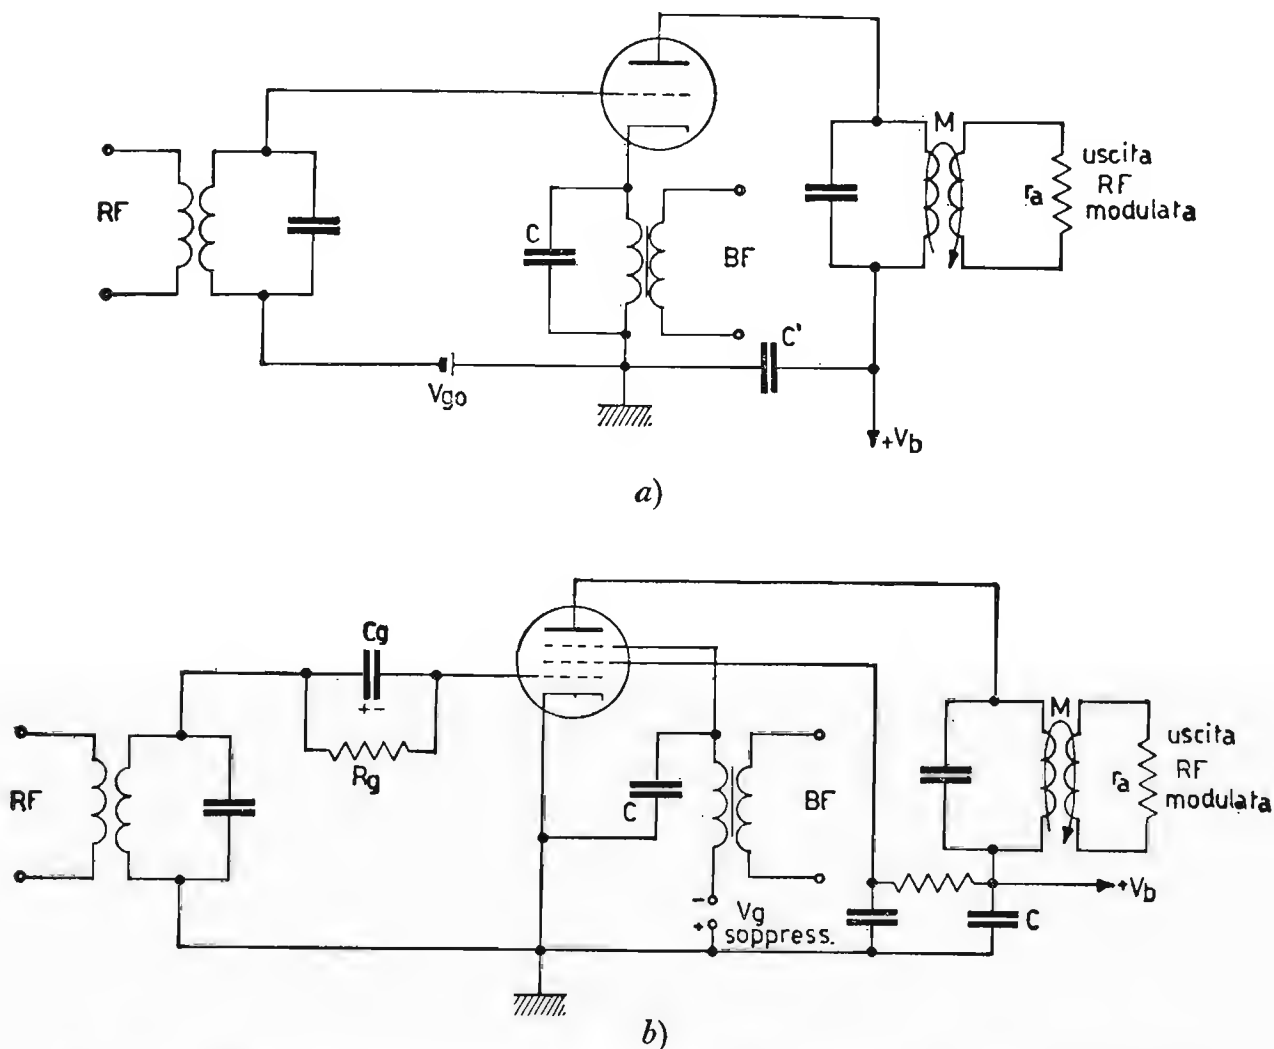 RF
C
BF
M
ra
uscita
RF
modulata
Vgo
C'
+Vb
a)
Cg
+ -
Rg
RF
C
BF
M
ra
uscita
RF
modulata
-
+
Vg
soppress.
+Vb
C
b)